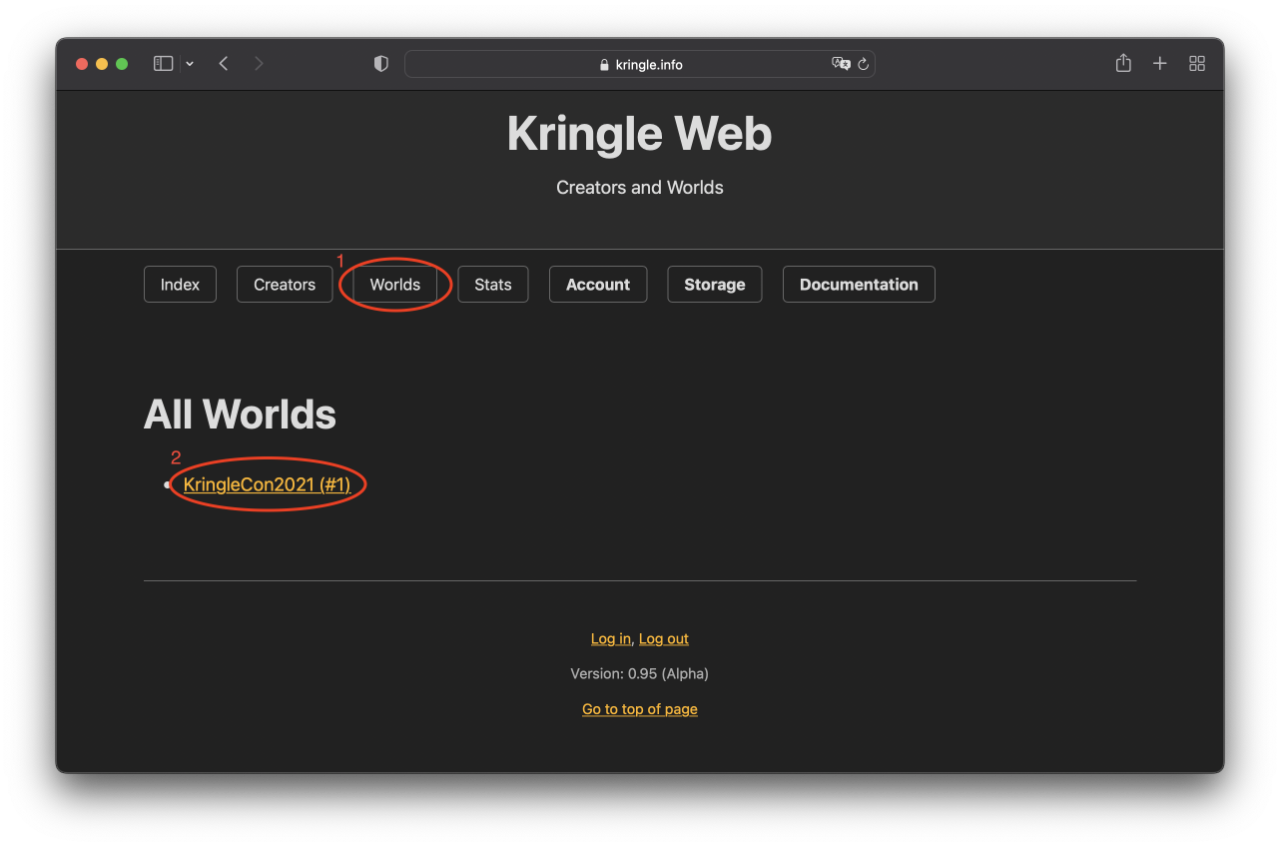 kringle.info
Kringle Web
Creators and Worlds
1
Index Creators Worlds Stats Account Storage Documentation
All Worlds
2
KringleCon2021 (#1)
Log in, Log out
Version: 0.95 (Alpha)
Go to top of page